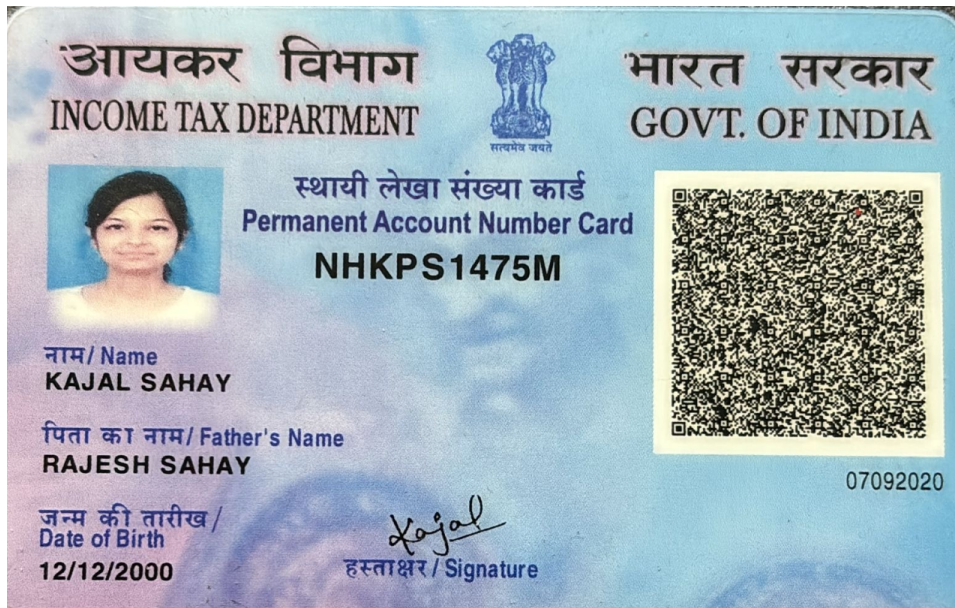 आयकर विभाग
INCOME TAX DEPARTMENT
सत्यमेव जयते
भारत सरकार
GOVT. OF INDIA
स्थायी लेखा संख्या कार्ड
Permanent Account Number Card
NHKPS1475M
नाम/ Name
KAJAL SAHAY
पिता का नाम/ Father's Name
RAJESH SAHAY
जन्म की तारीख/
Date of Birth
12/12/2000
Kajal
हस्ताक्षर/ Signature
07092020